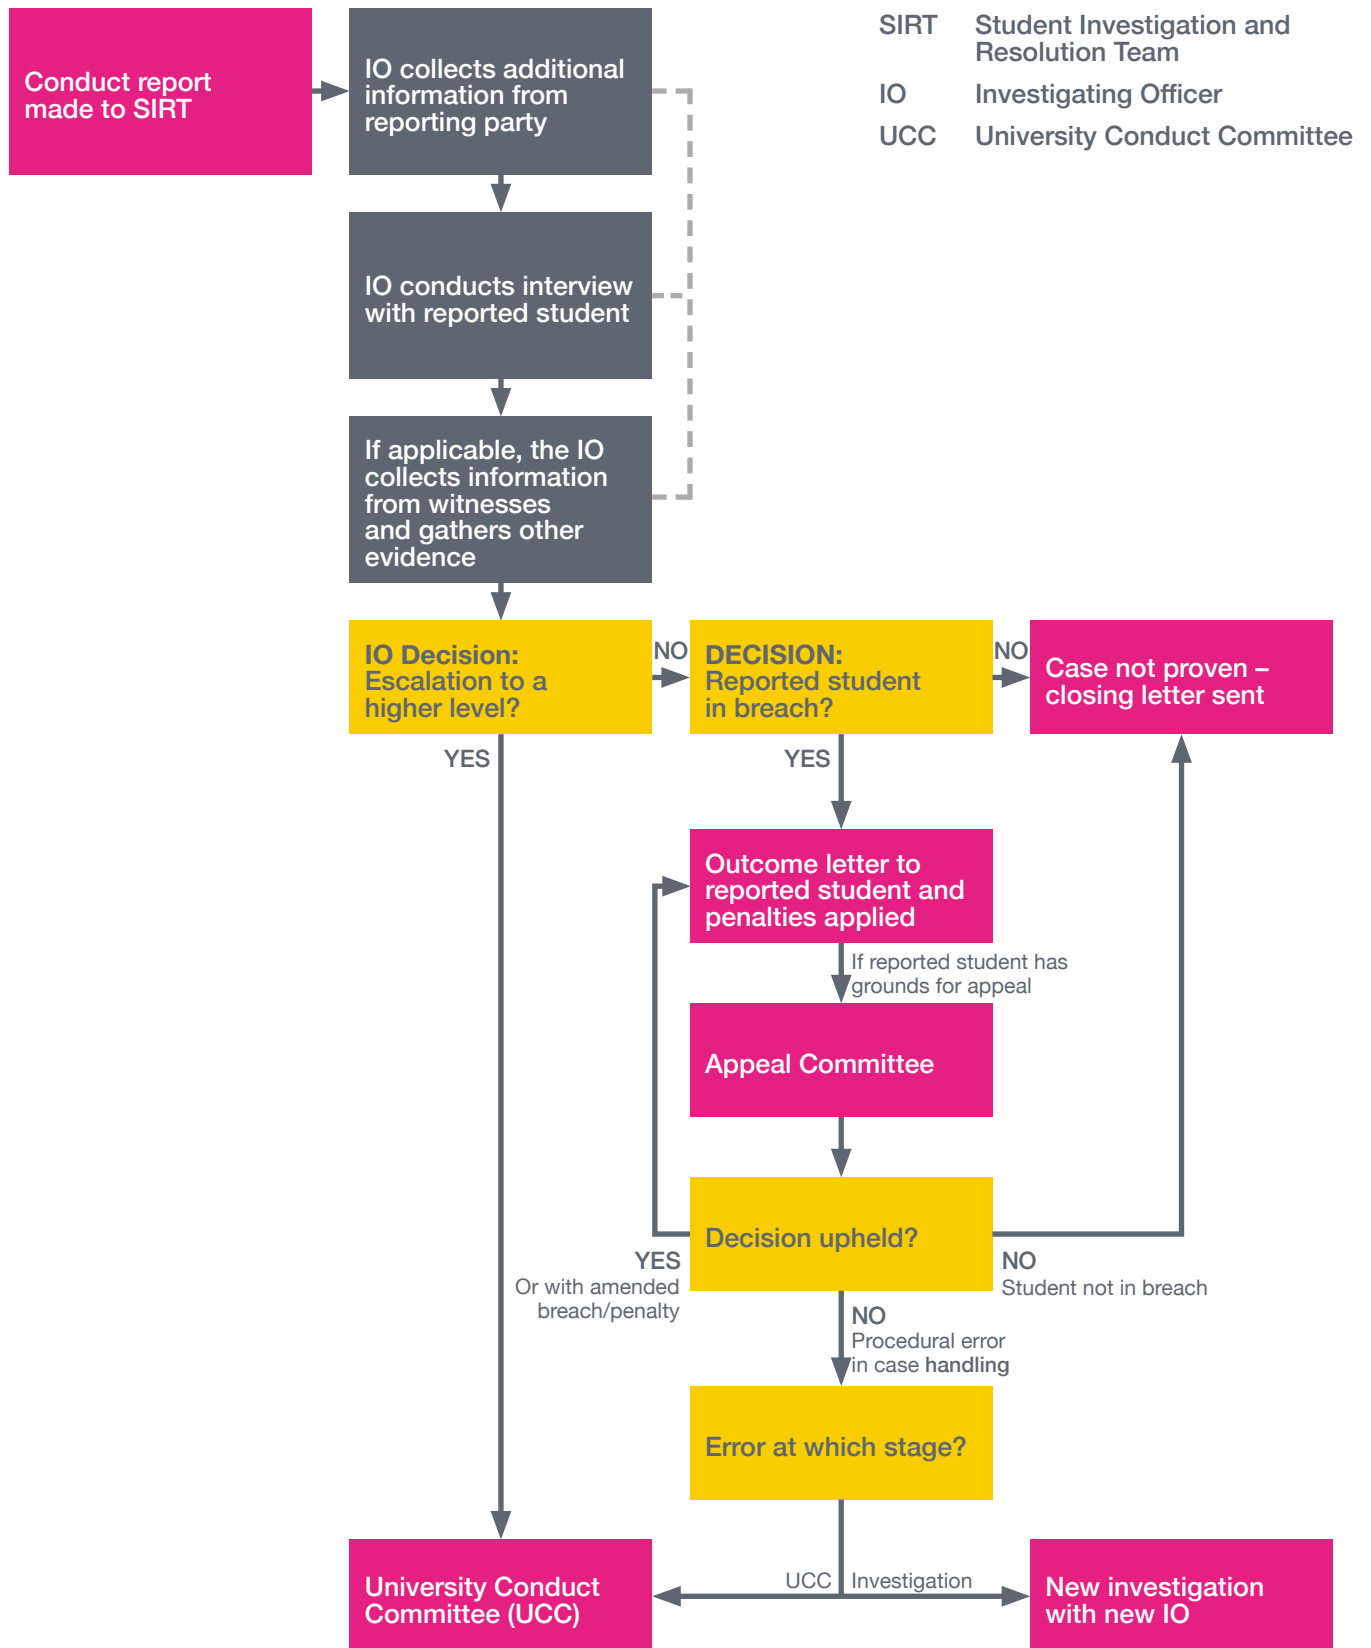 Conduct report
made to SIRT
IO collects additional
information from
reporting party
SIRT Student Investigation and
Resolution Team
IO Investigating Officer
UCC University Conduct Committee
IO conducts interview
with reported student
If applicable, the IO
collects information
from witnesses
and gathers other
evidence
IO Decision:
Escalation to a
higher level?
NO
DECISION:
Reported student
in breach?
NO
Case not proven –
closing letter sent
YES
YES
Outcome letter to
reported student and
penalties applied
If reported student has
grounds for appeal
Appeal Committee
Decision upheld?
YES
Or with amended
breach/penalty
NO
Student not in breach
NO
Procedural error
in case handling
Error at which stage?
UCC
Investigation
University Conduct
Committee (UCC)
New investigation
with new IO